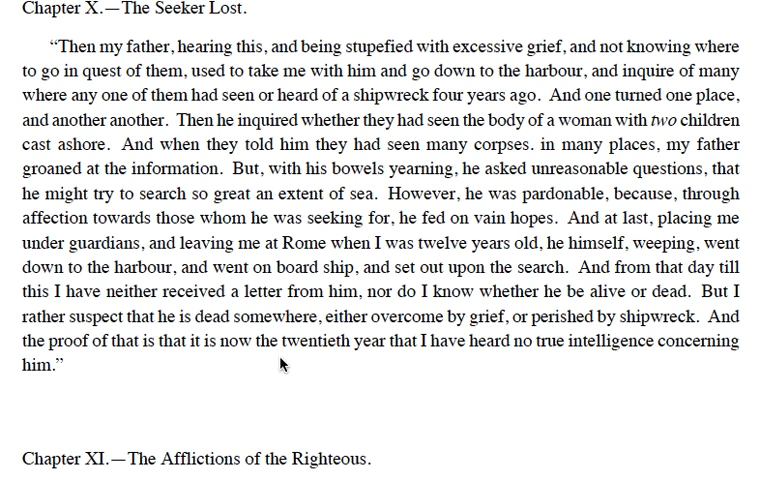 Chapter X.—The Seeker Lost.
“Then my father, hearing this, and being stupefied with excessive grief, and not knowing where
to go in quest of them, used to take me with him and go down to the harbour, and inquire of many
where any one of them had seen or heard of a shipwreck four years ago.  And one turned one place,
and another another.  Then he inquired whether they had seen the body of a woman with two children
cast ashore.  And when they told him they had seen many corpses. in many places, my father
groaned at the information.  But, with his bowels yearning, he asked unreasonable questions, that
he might try to search so great an extent of sea.  However, he was pardonable, because, through
affection towards those whom he was seeking for, he fed on vain hopes.  And at last, placing me
under guardians, and leaving me at Rome when I was twelve years old, he himself, weeping, went
down to the harbour, and went on board ship, and set out upon the search.  And from that day till
this I have neither received a letter from him, nor do I know whether he be alive or dead.  But I
rather suspect that he is dead somewhere, either overcome by grief, or perished by shipwreck.  And
the proof of that is that it is now the twentieth year that I have heard no true intelligence concerning
him.”
Chapter XI.—The Afflictions of the Righteous.